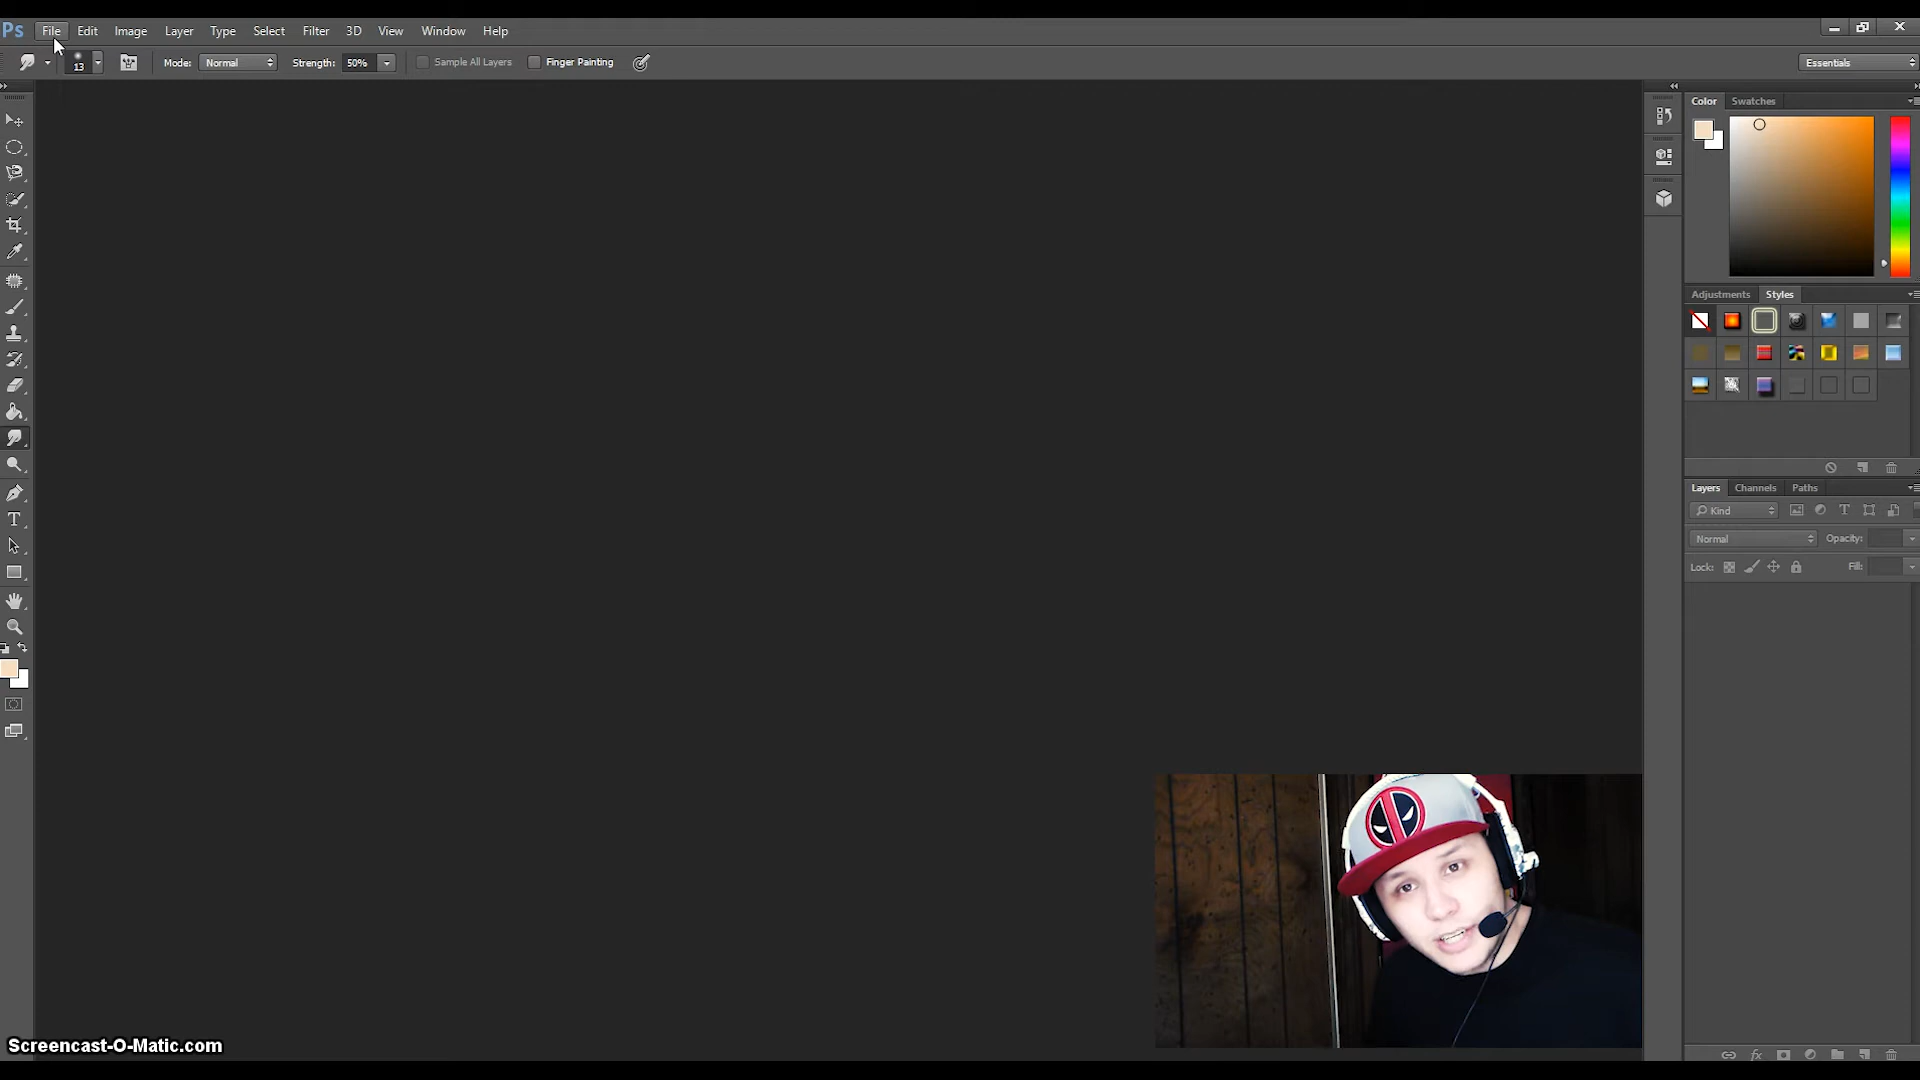 Ps File Edit Image Layer Type Select Filter 3D View Window Help
13 Mode: Normal Strength: 50% Sample All Layers Finger Painting Essentials
Color Swatches
Adjustments Styles
Layers Channels Paths
Kind T
Normal Opacity:
Lock: Fill:
T
fx
Screencast-O-Matic.com